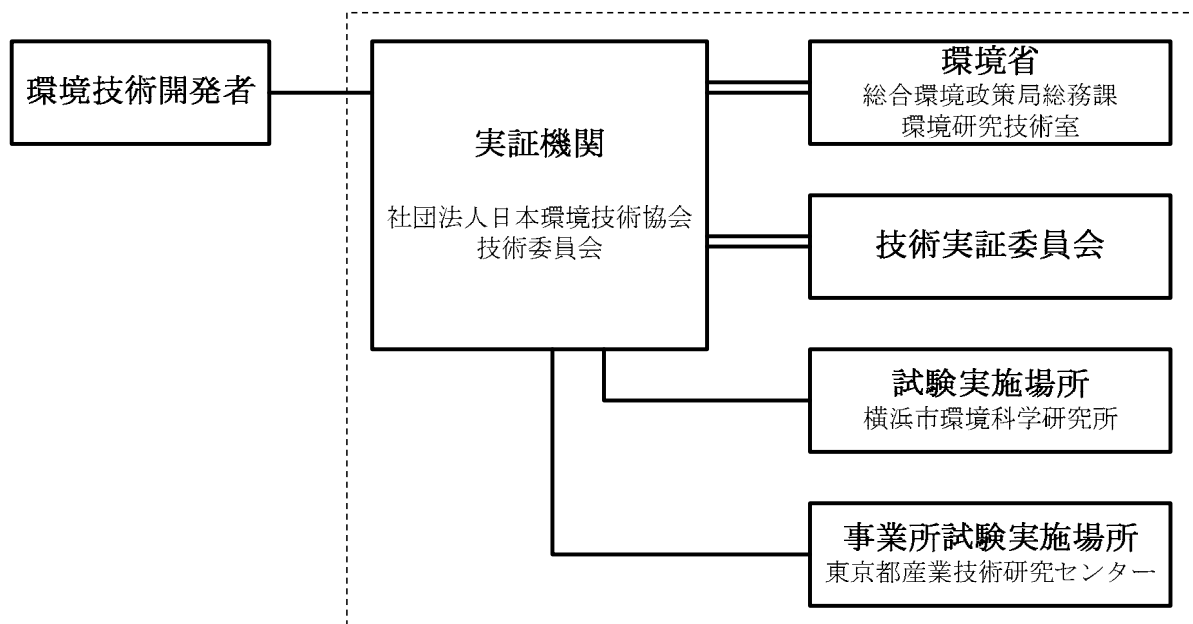 環境技術開発者
実証機関
社団法人日本環境技術協会
技術委員会
環境省
総合環境政策局総務課
環境研究技術室
技術実証委員会
試験実施場所
横浜市環境科学研究所
事業所試験実施場所
東京都産業技術研究センター